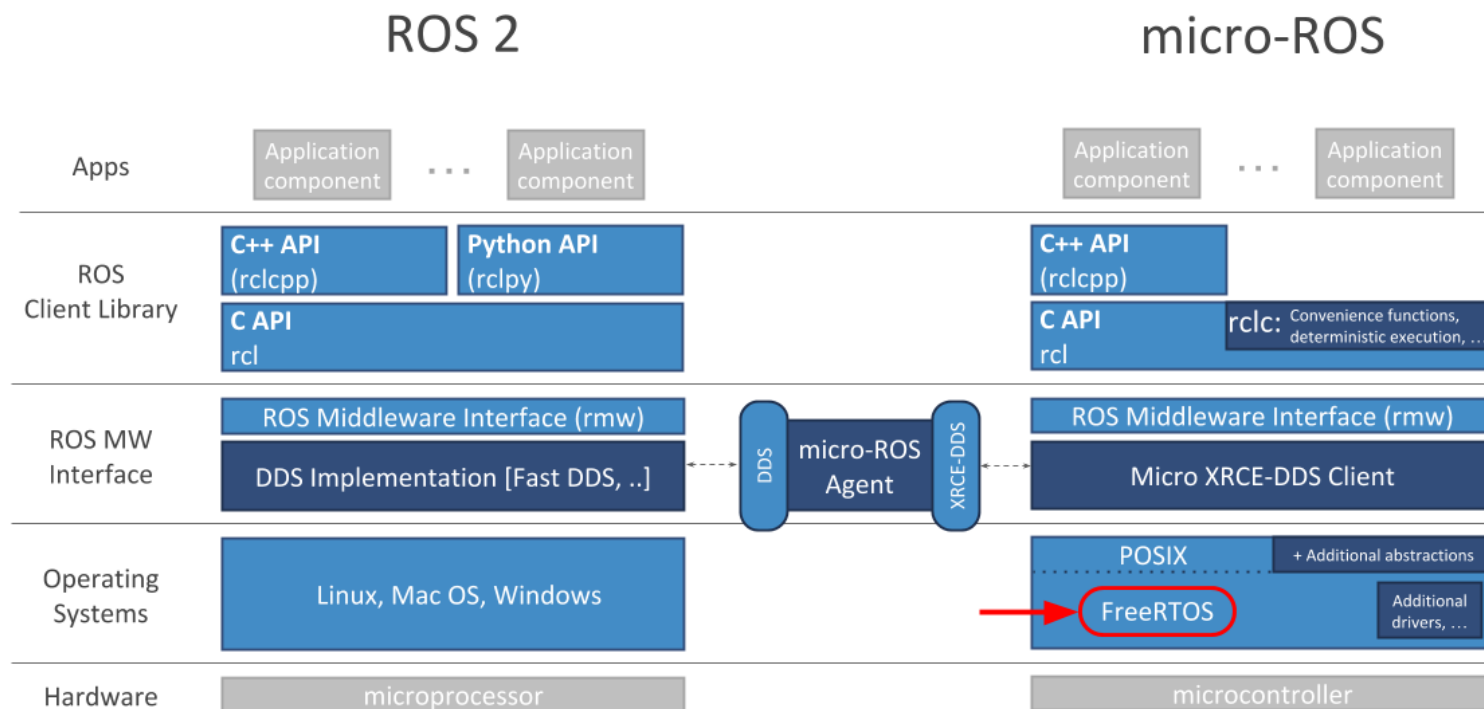 ROS 2
micro-ROS
Apps
Application
component
...
Application
component
Application
component
...
Application
component
ROS
Client Library
C++ API
(rclcpp)
Python API
(rclpy)
C API
rcl
C++ API
(rclcpp)
C API
rcl
rclc: Convenience functions,
deterministic execution, ...
ROS MW
Interface
ROS Middleware Interface (rmw)
DDS Implementation [Fast DDS, ..]
DDS
micro-ROS
Agent
XRCE-DDS
ROS Middleware Interface (rmw)
Micro XRCE-DDS Client
Operating
Systems
Linux, Mac OS, Windows
POSIX
+ Additional abstractions
FreeRTOS
Additional
drivers, ...
Hardware
microprocessor
microcontroller